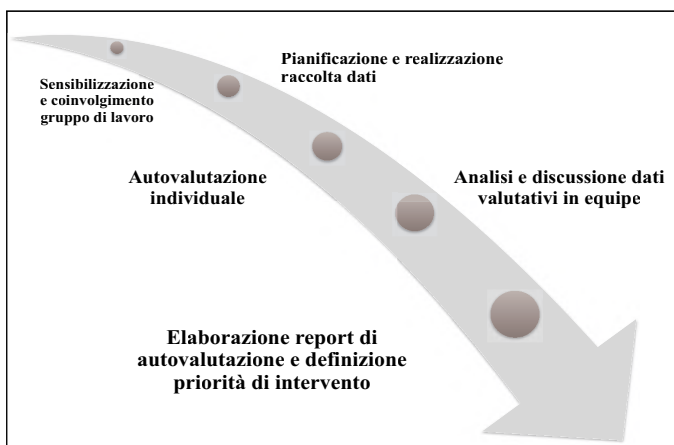 Sensibilizzazione
e coinvolgimento
gruppo di lavoro
Pianificazione e realizzazione
raccolta dati
Autovalutazione
individuale
Analisi e discussione dati
valutativi in equipe
Elaborazione report di
autovalutazione e definizione
priorità di intervento